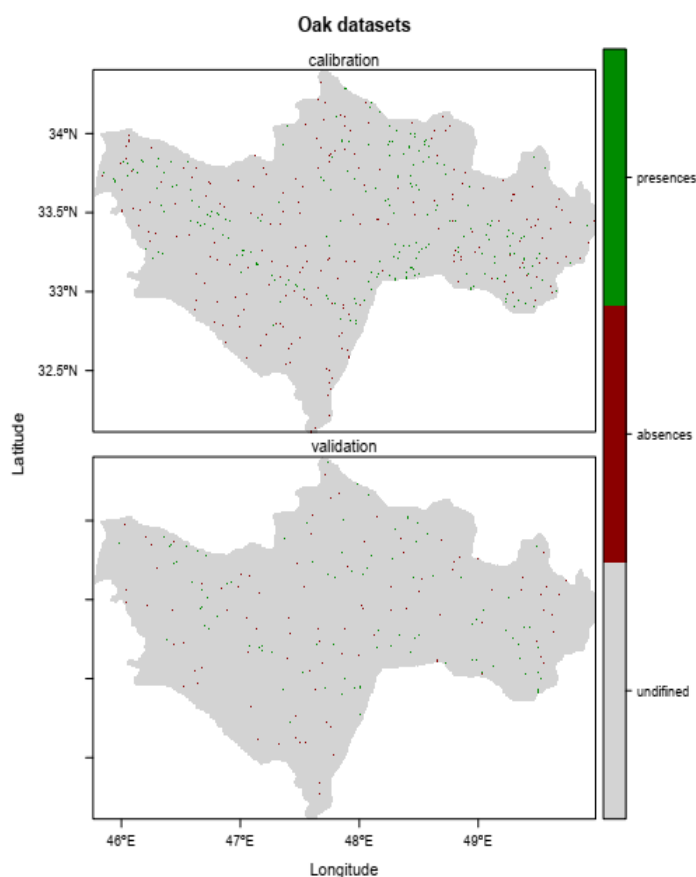 Oak datasets
calibration
34°N
33.5°N
33°N
32.5°N
presences
absences
undifined
Latitude
validation
46°E 47°E 48°E 49°E
Longitude